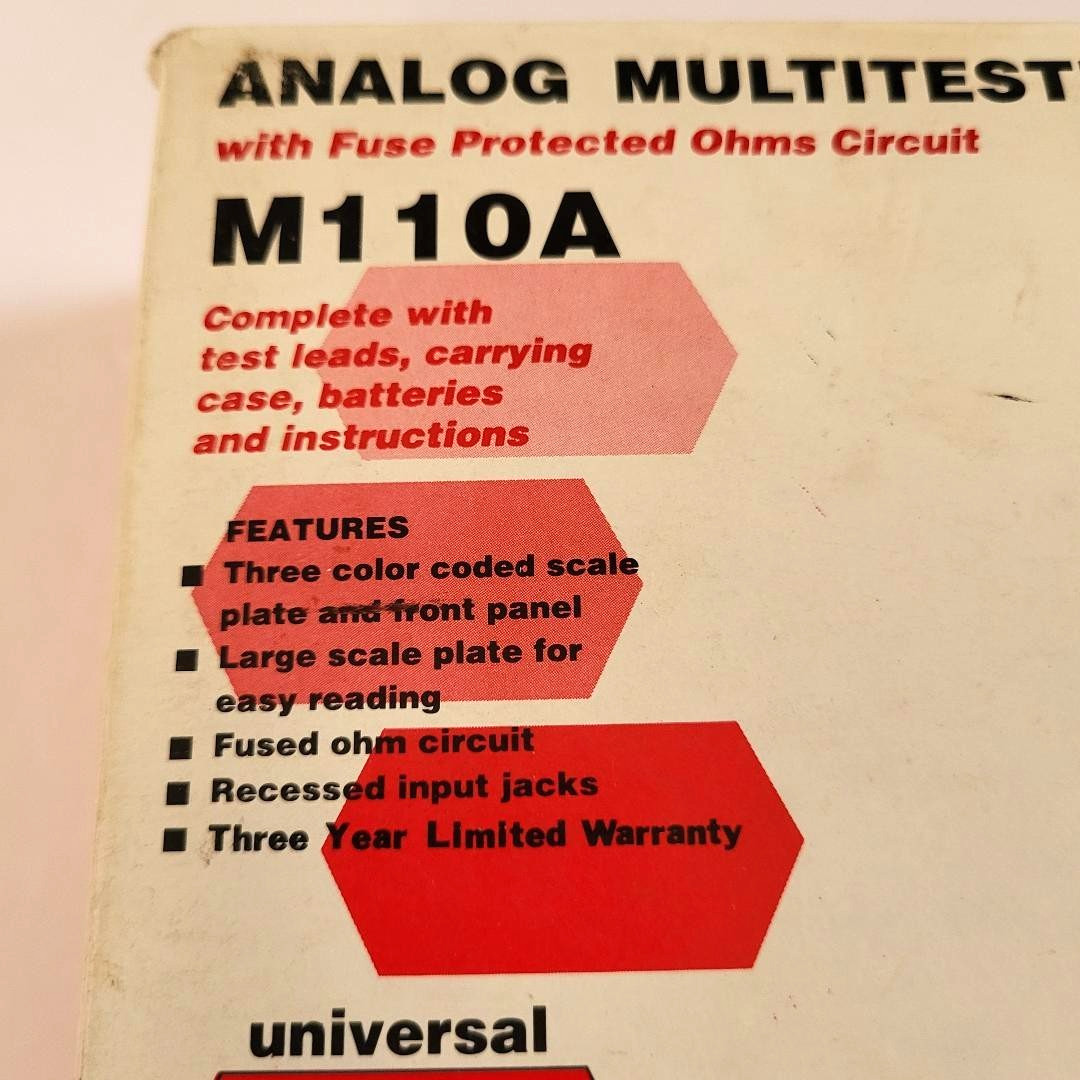 ANALOG MULTITEST
with Fuse Protected Ohms Circuit
M110A
Complete with
test leads, carrying
case, batteries
and instructions
FEATURES
■ Three color coded scale
plate and front panel
■ Large scale plate for
easy reading
■ Fused ohm circuit
■ Recessed input jacks
■ Three Year Limited Warranty
universal